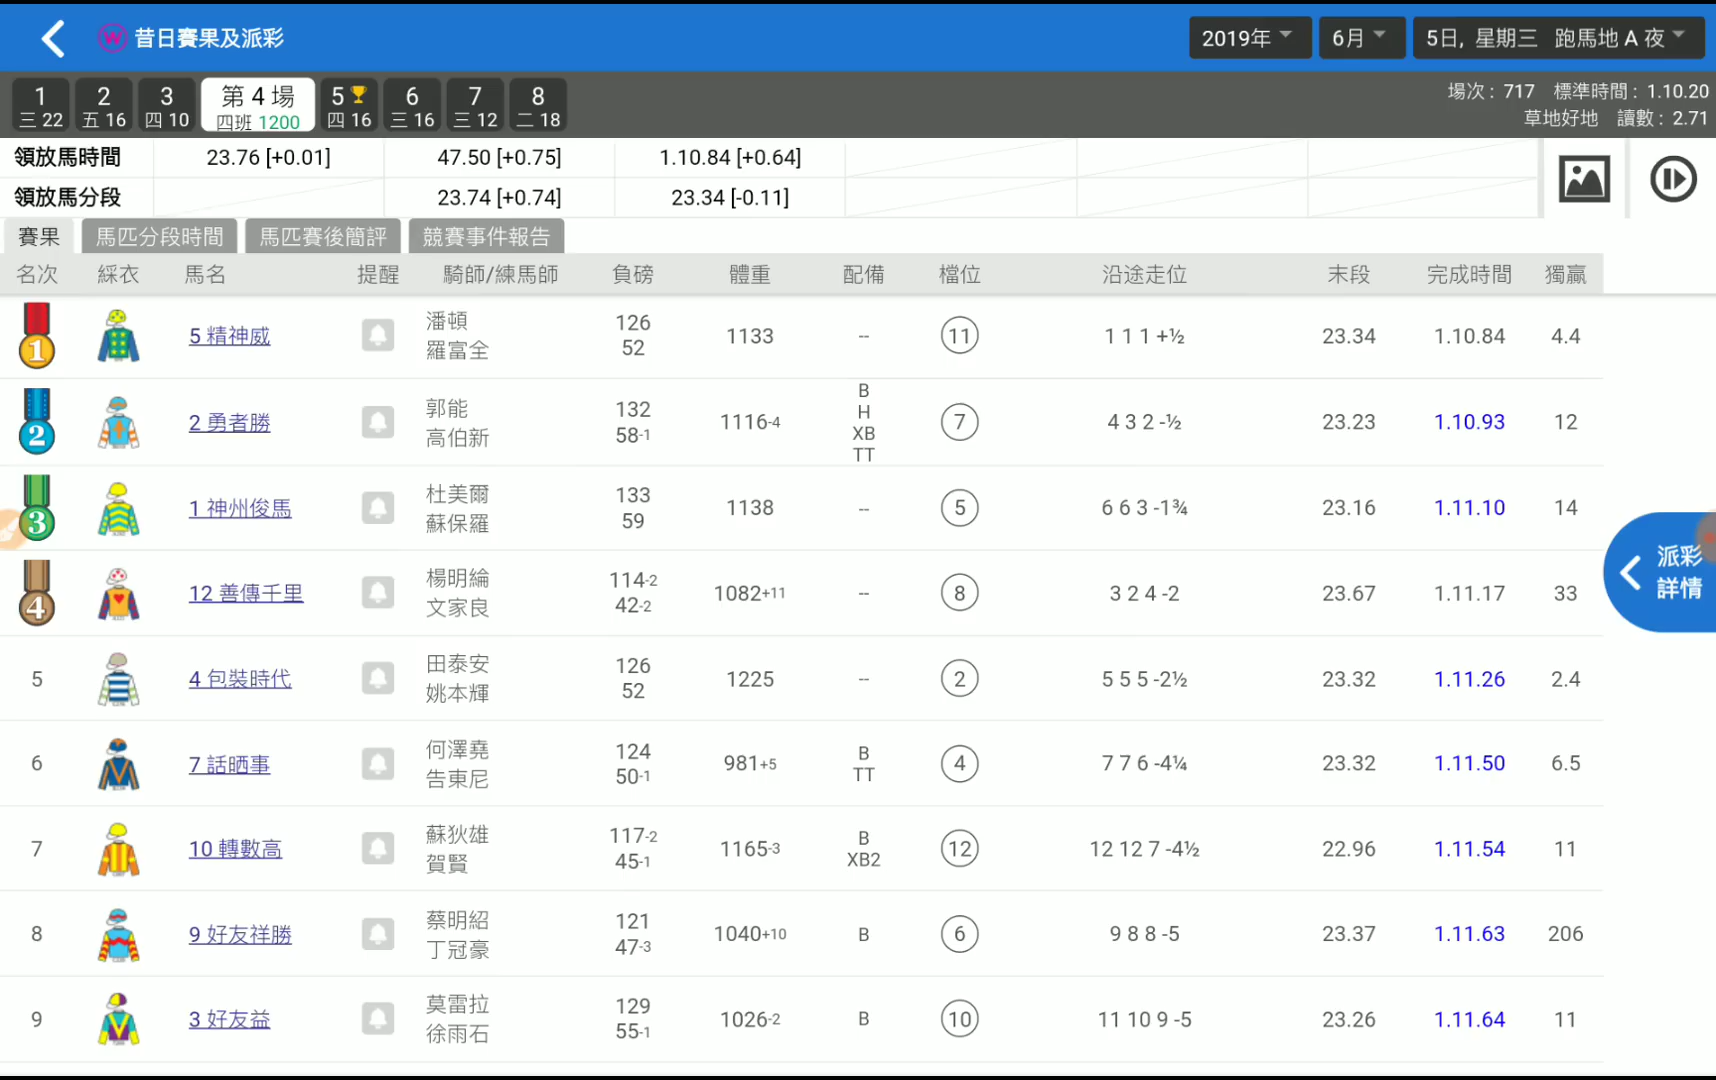 昔日賽果及派彩 2019年 6月 5日, 星期三 跑馬地 A 夜
1 2 3 第 4 場 5 6 7 8
三 22 五 16 四 10 四班 1200 四 16 三 16 三 12 二 18
場次 : 717 標準時間 : 1.10.20
草地好地 讀數 : 2.71
領放馬時間 23.76 [+0.01] 47.50 [+0.75] 1.10.84 [+0.64]
領放馬分段 23.74 [+0.74] 23.34 [-0.11]
賽果 馬匹分段時間 馬匹賽後簡評 競賽事件報告
名次 綵衣 馬名 提醒 騎師/練馬師 負磅 體重 配備 檔位 沿途走位 末段 完成時間 獨贏
1 5 精神威 潘頓 羅富全 126 52 1133 -- 11 1 1 1 +½ 23.34 1.10.84 4.4
2 2 勇者勝 郭能 高伯新 132 58-1 1116-4 B H XB TT 7 4 3 2 -½ 23.23 1.10.93 12
3 1 神州俊馬 杜美爾 蘇保羅 133 59 1138 -- 5 6 6 3 -1¾ 23.16 1.11.10 14
4 12 善傳千里 楊明綸 文家良 114-2 42-2 1082+11 -- 8 3 2 4 -2 23.67 1.11.17 33
5 4 包裝時代 田泰安 姚本輝 126 52 1225 -- 2 5 5 5 -2½ 23.32 1.11.26 2.4
6 7 話晒事 何澤堯 告東尼 124 50-1 981+5 B TT 4 7 7 6 -4¼ 23.32 1.11.50 6.5
7 10 轉數高 蘇狄雄 賀賢 117-2 45-1 1165-3 B XB2 12 12 12 7 -4½ 22.96 1.11.54 11
8 9 好友祥勝 蔡明紹 丁冠豪 121 47-3 1040+10 B 6 9 8 8 -5 23.37 1.11.63 206
9 3 好友益 莫雷拉 徐雨石 129 55-1 1026-2 B 10 11 10 9 -5 23.26 1.11.64 11
派彩
詳情